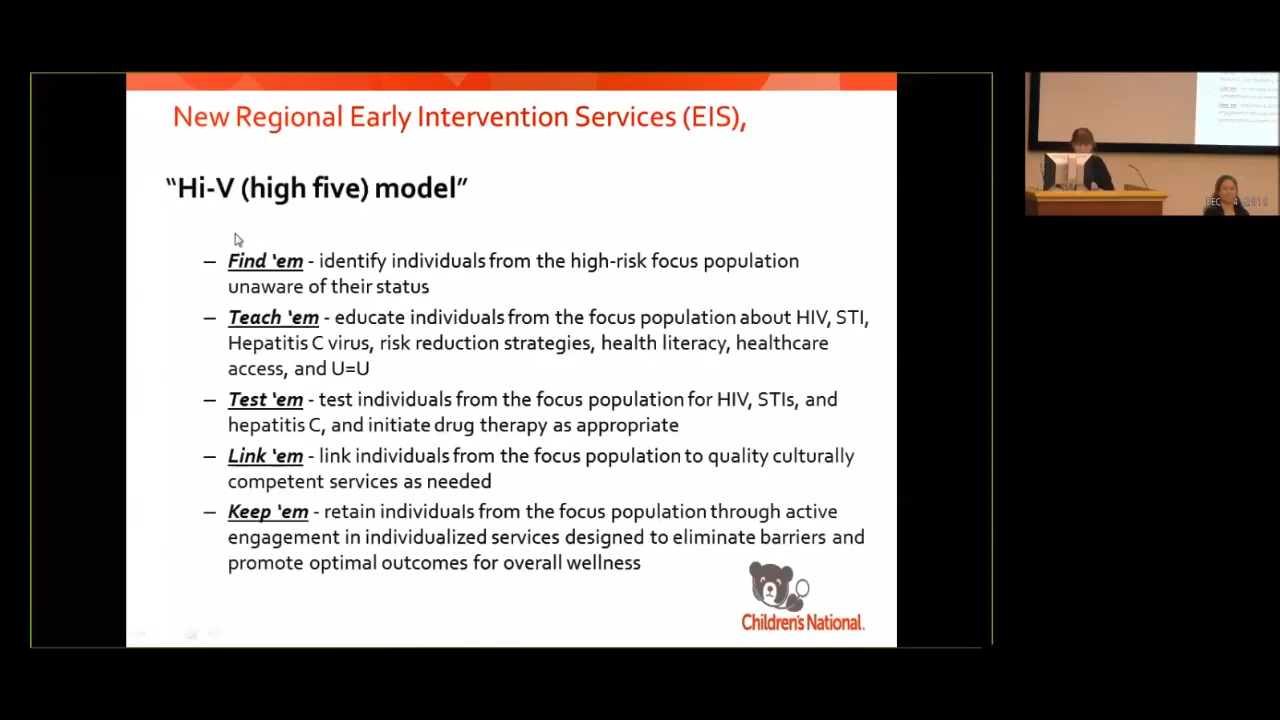 New Regional Early Intervention Services (EIS),
“Hi-V (high five) model”
– Find ‘em - identify individuals from the high-risk focus population
unaware of their status
– Teach ‘em - educate individuals from the focus population about HIV, STI,
Hepatitis C virus, risk reduction strategies, health literacy, healthcare
access, and U=U
– Test ‘em - test individuals from the focus population for HIV, STIs, and
hepatitis C, and initiate drug therapy as appropriate
– Link ‘em - link individuals from the focus population to quality culturally
competent services as needed
– Keep ‘em - retain individuals from the focus population through active
engagement in individualized services designed to eliminate barriers and
promote optimal outcomes for overall wellness
Children's National.
DEC 4